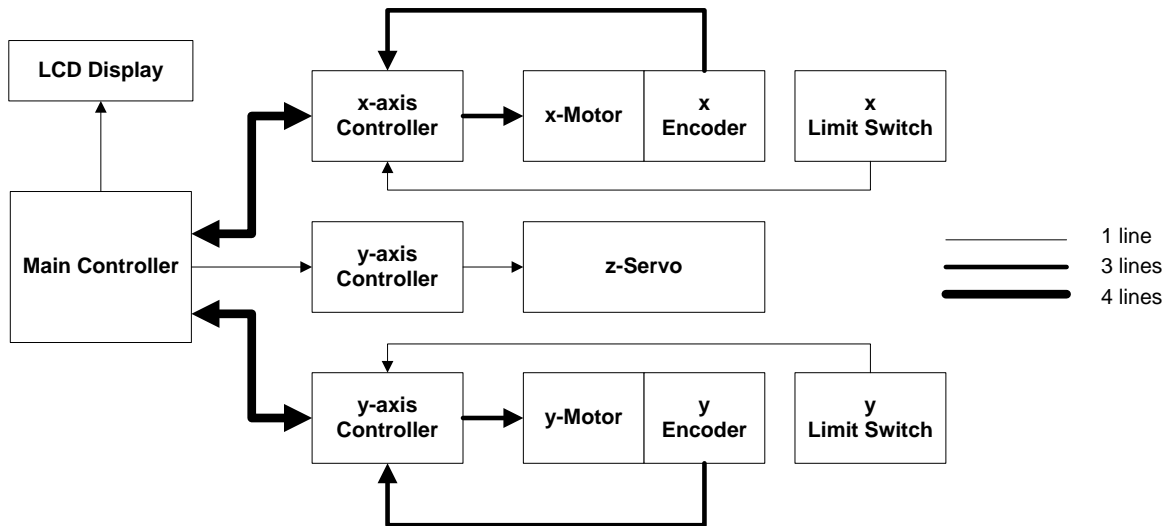 LCD Display
x-axis
Controller
x-Motor
x
Encoder
x
Limit Switch
Main Controller
y-axis
Controller
z-Servo
1 line
3 lines
4 lines
y-axis
Controller
y-Motor
y
Encoder
y
Limit Switch